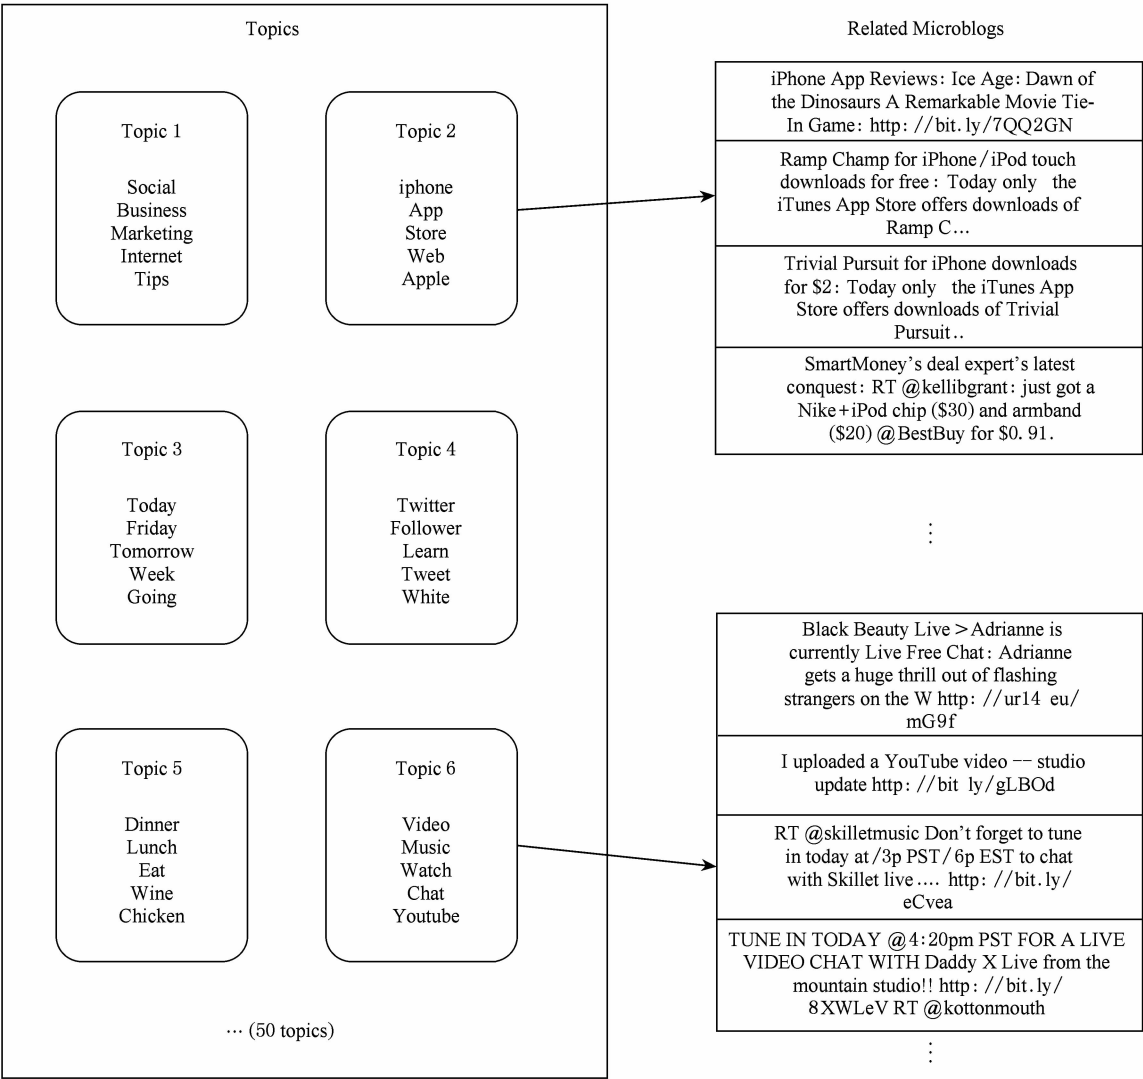 Topics
Topic 1
Social
Business
Marketing
Internet
Tips
Topic 2
iphone
App
Store
Web
Apple
Topic 3
Today
Friday
Tomorrow
Week
Going
Topic 4
Twitter
Follower
Learn
Tweet
White
Topic 5
Dinner
Lunch
Eat
Wine
Chicken
Topic 6
Video
Music
Watch
Chat
Youtube
… (50 topics)
Related Microblogs
iPhone App Reviews: Ice Age: Dawn of
the Dinosaurs A Remarkable Movie Tie-
In Game: http: //bit. ly/7QQ2GN
Ramp Champ for iPhone/iPod touch
downloads for free: Today only the
iTunes App Store offers downloads of
Ramp C…
Trivial Pursuit for iPhone downloads
for $2: Today only the iTunes App
Store offers downloads of Trivial
Pursuit..
SmartMoney's deal expert's latest
conquest: RT @kellibgrant: just got a
Nike+iPod chip ($30) and armband
($20) @BestBuy for $0. 91.
⋮
Black Beauty Live>Adrianne is
currently Live Free Chat: Adrianne
gets a huge thrill out of flashing
strangers on the W http: //ur14 eu/
mG9f
I uploaded a YouTube video -- studio
update http: //bit ly/gLBOd
RT @skilletmusic Don't forget to tune
in today at/3p PST/6p EST to chat
with Skillet live .... http: //bit. ly/
eCvea
TUNE IN TODAY @4:20pm PST FOR A LIVE
VIDEO CHAT WITH Daddy X Live from the
mountain studio!! http: //bit. ly/
8XWLeV RT @kottonmouth
⋮